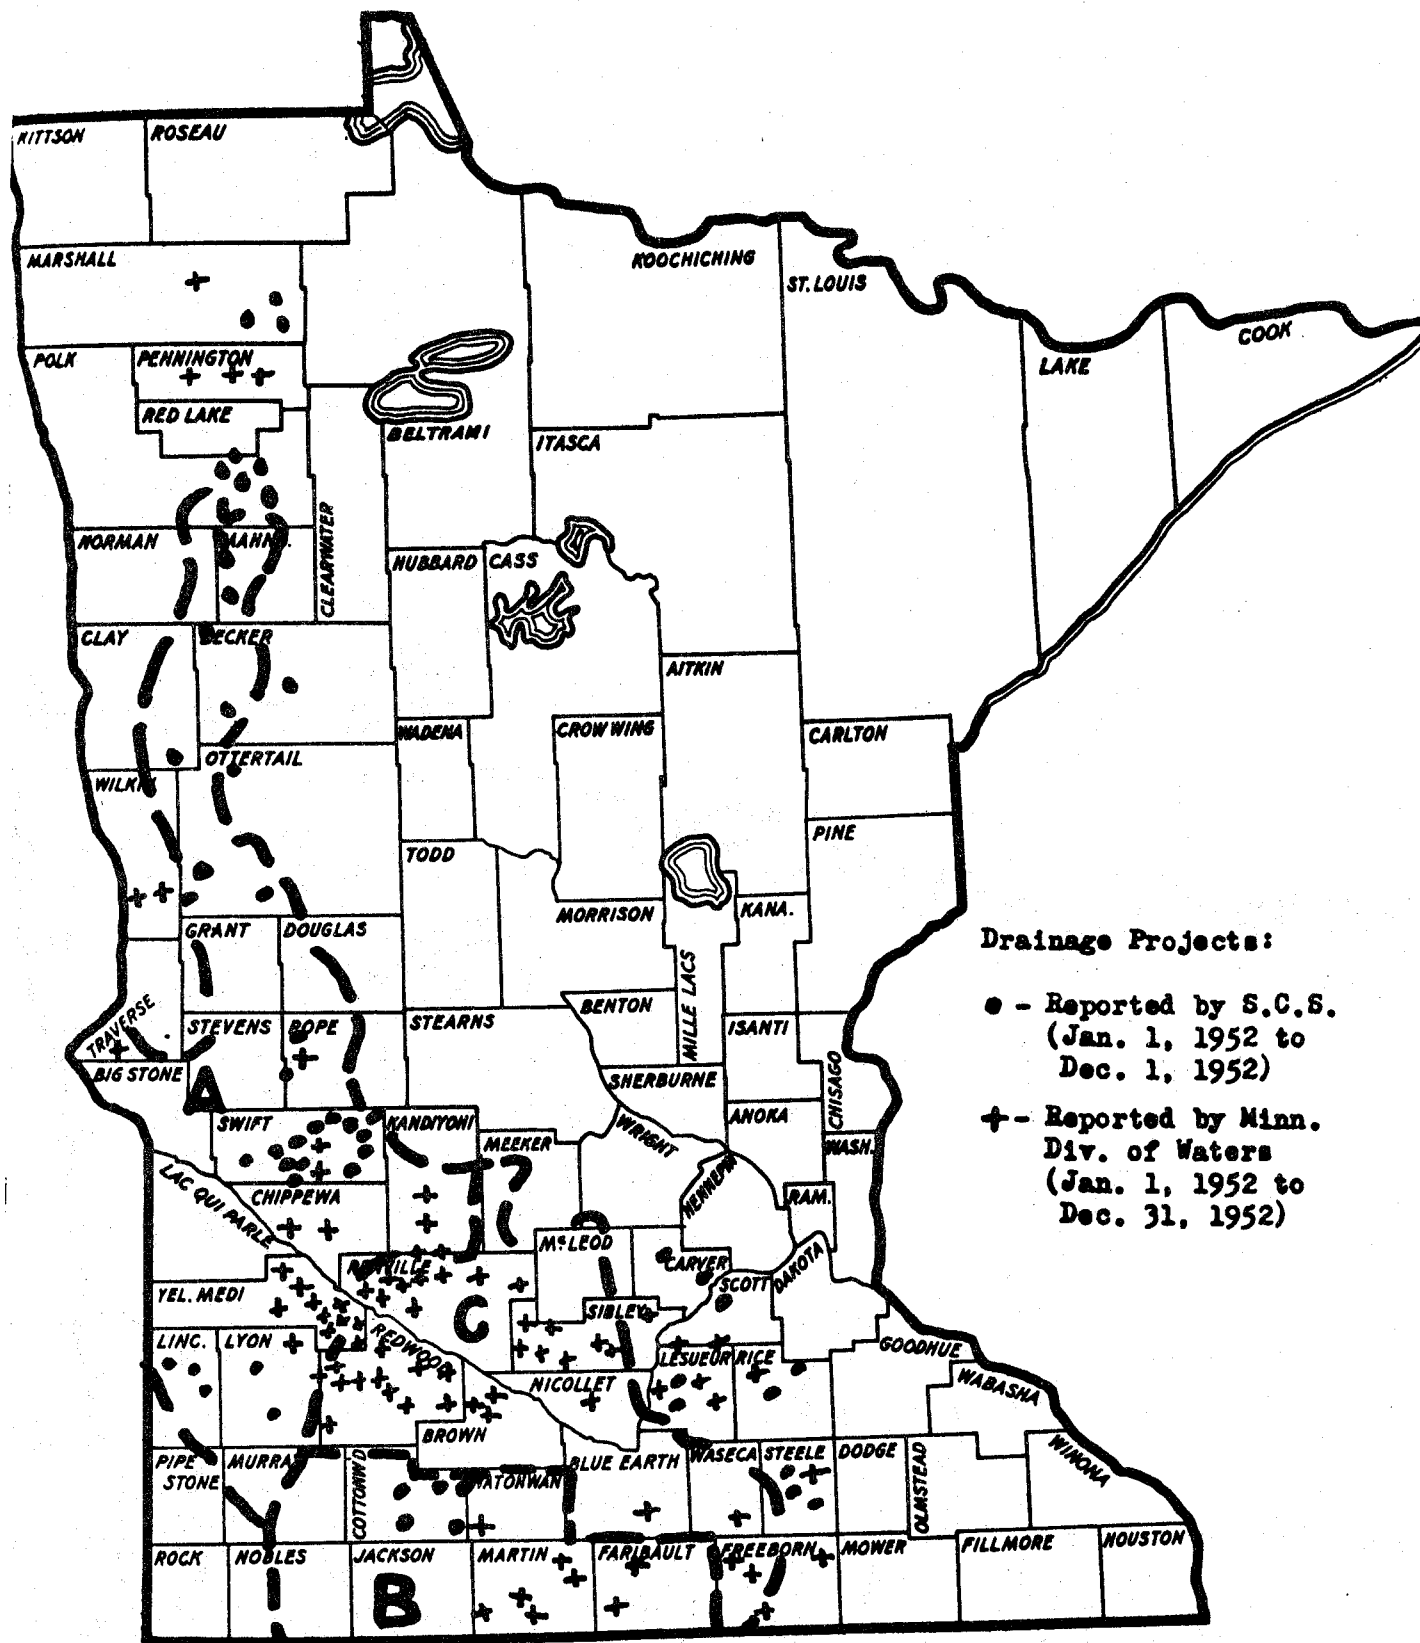 KITTSON
ROSEAU
MARSHALL
KOOCHICHING
ST. LOUIS
COOK
LAKE
POLK
PENNINGTON
RED LAKE
BELTRAMI
ITASCA
CLEARWATER
NORMAN
MAHN.
HUBBARD
CASS
CLAY
BECKER
AITKIN
WADENA
CROW WING
CARLTON
OTTERTAIL
WILKIN
PINE
TODD
MORRISON
KANA.
GRANT
DOUGLAS
MILLE LACS
Drainage Projects:
● - Reported by S.C.S.
(Jan. 1, 1952 to
Dec. 1, 1952)
+ - Reported by Minn.
Div. of Waters
(Jan. 1, 1952 to
Dec. 31, 1952)
BENTON
TRAVERSE
STEVENS
POPE
STEARNS
ISANTI
BIG STONE
A
SHERBURNE
CHISAGO
SWIFT
KANDIYOHI
MEEKER
WRIGHT
ANOKA
WASH.
LAC QUI PARLE
CHIPPEWA
HENNEPIN
RAM.
McLEOD
RENVILLE
CARVER
SCOTT
DAKOTA
YEL. MEDI
C
SIBLEY
LINC.
LYON
REDWOOD
LESUEUR
RICE
GOODHUE
NICOLLET
WABASHA
BROWN
PIPE
STONE
MURRAY
COTTONW'D
WATONWAN
BLUE EARTH
WASECA
STEELE
DODGE
OLMSTEAD
WINONA
ROCK
NOBLES
JACKSON
MARTIN
FARIBAULT
FREEBORN
MOWER
FILLMORE
HOUSTON
B